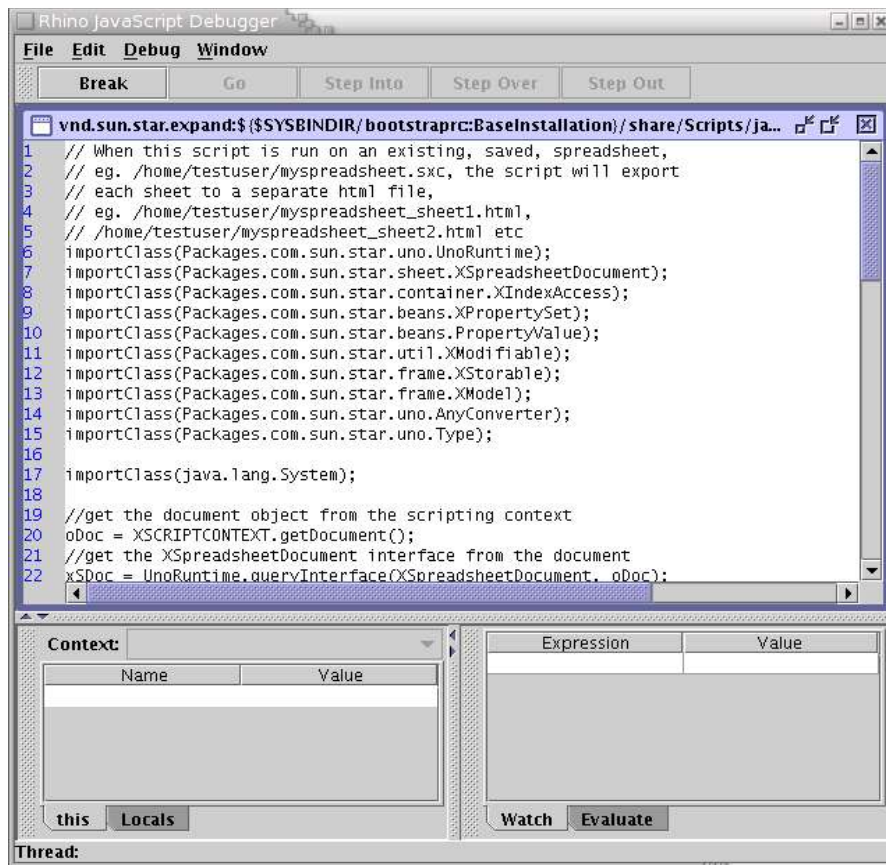 Rhino JavaScript Debugger
File Edit Debug Window
Break Go Step Into Step Over Step Out
vnd.sun.star.expand:${$SYSBINDIR/bootstraprc::BaseInstallation}/share/Scripts/ja...
1 // When this script is run on an existing, saved, spreadsheet,
2 // eg. /home/testuser/myspreadsheet.sxc, the script will export
3 // each sheet to a separate html file,
4 // eg. /home/testuser/myspreadsheet_sheet1.html,
5 // /home/testuser/myspreadsheet_sheet2.html etc
6 importClass(Packages.com.sun.star.uno.UnoRuntime);
7 importClass(Packages.com.sun.star.sheet.XSpreadsheetDocument);
8 importClass(Packages.com.sun.star.container.XIndexAccess);
9 importClass(Packages.com.sun.star.beans.XPropertySet);
10 importClass(Packages.com.sun.star.beans.PropertyValue);
11 importClass(Packages.com.sun.star.util.XModifiable);
12 importClass(Packages.com.sun.star.frame.XStorable);
13 importClass(Packages.com.sun.star.frame.XModel);
14 importClass(Packages.com.sun.star.uno.AnyConverter);
15 importClass(Packages.com.sun.star.uno.Type);
16
17 importClass(java.lang.System);
18
19 //get the document object from the scripting context
20 oDoc = XSCRIPTCONTEXT.getDocument();
21 //get the XSpreadsheetDocument interface from the document
22 xSDoc = UnoRuntime.queryInterface(XSpreadsheetDocument, oDoc);
Context:
Name Value
this Locals
Expression Value
Watch Evaluate
Thread: